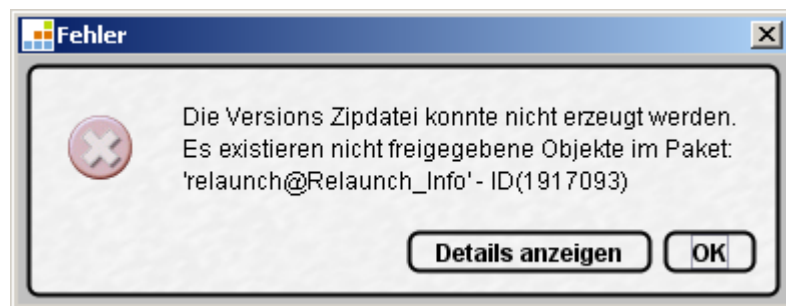 Fehler
Die Versions Zipdatei konnte nicht erzeugt werden.
Es existieren nicht freigegebene Objekte im Paket:
'relaunch@Relaunch_Info' - ID(1917093)
Details anzeigen OK